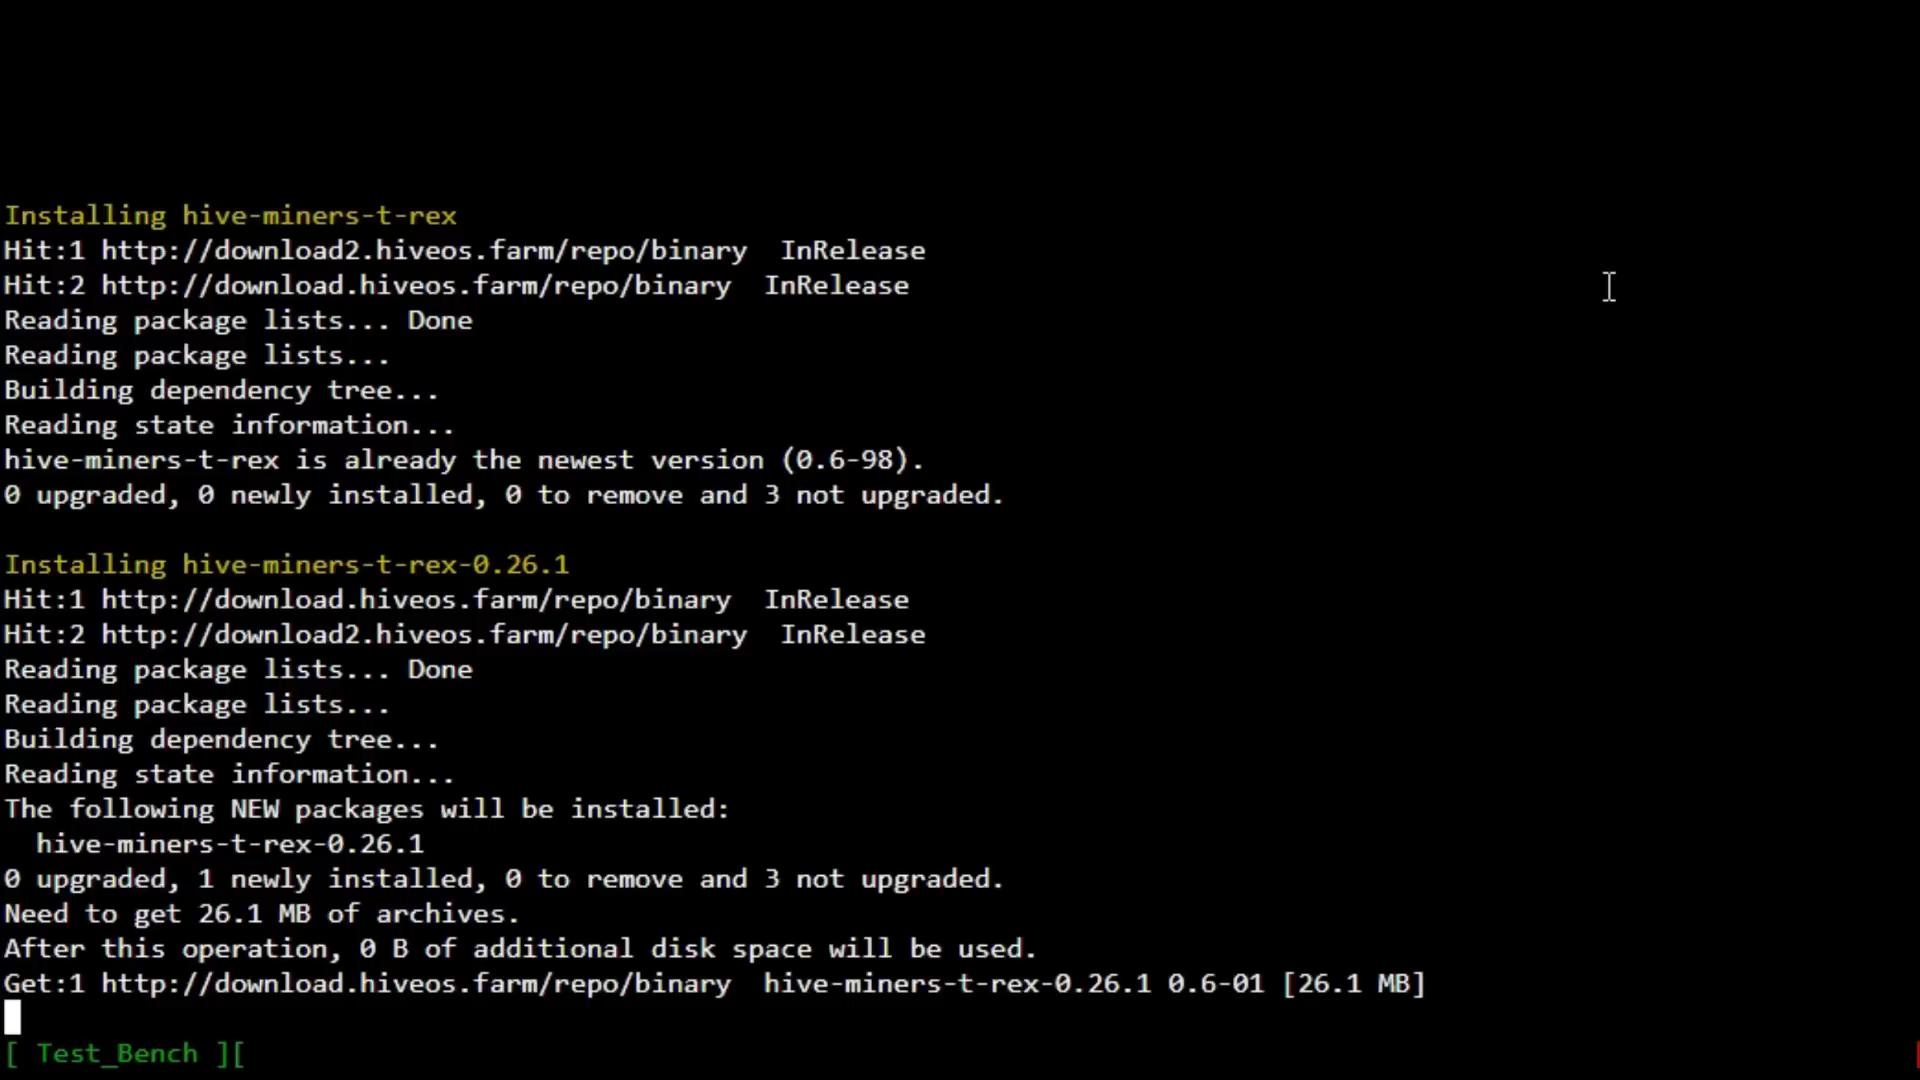 Installing hive-miners-t-rex
Hit:1 http://download2.hiveos.farm/repo/binary  InRelease
Hit:2 http://download.hiveos.farm/repo/binary  InRelease
Reading package lists... Done
Reading package lists...
Building dependency tree...
Reading state information...
hive-miners-t-rex is already the newest version (0.6-98).
0 upgraded, 0 newly installed, 0 to remove and 3 not upgraded.
Installing hive-miners-t-rex-0.26.1
Hit:1 http://download.hiveos.farm/repo/binary  InRelease
Hit:2 http://download2.hiveos.farm/repo/binary  InRelease
Reading package lists... Done
Reading package lists...
Building dependency tree...
Reading state information...
The following NEW packages will be installed:
  hive-miners-t-rex-0.26.1
0 upgraded, 1 newly installed, 0 to remove and 3 not upgraded.
Need to get 26.1 MB of archives.
After this operation, 0 B of additional disk space will be used.
Get:1 http://download.hiveos.farm/repo/binary  hive-miners-t-rex-0.26.1 0.6-01 [26.1 MB]
[ Test_Bench ][